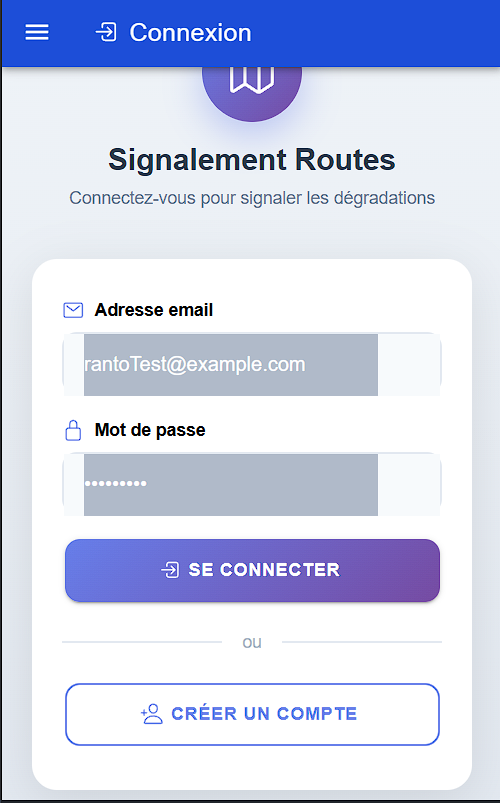 Connexion
Signalement Routes
Connectez-vous pour signaler les dégradations
Adresse email
rantoTest@example.com
Mot de passe
•••••••••
SE CONNECTER
ou
CRÉER UN COMPTE